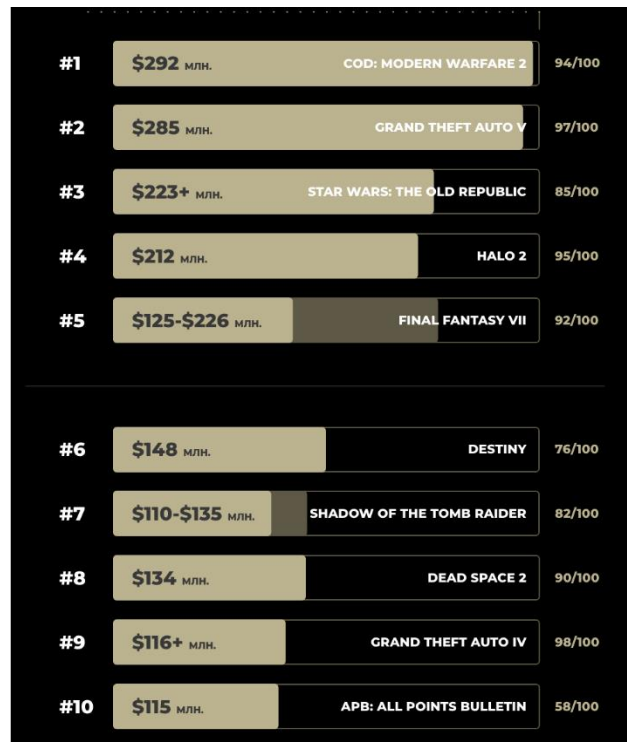 #1 $292 млн. COD: MODERN WARFARE 2 94/100
#2 $285 млн. GRAND THEFT AUTO V 97/100
#3 $223+ млн. STAR WARS: THE OLD REPUBLIC 85/100
#4 $212 млн. HALO 2 95/100
#5 $125-$226 млн. FINAL FANTASY VII 92/100
#6 $148 млн. DESTINY 76/100
#7 $110-$135 млн. SHADOW OF THE TOMB RAIDER 82/100
#8 $134 млн. DEAD SPACE 2 90/100
#9 $116+ млн. GRAND THEFT AUTO IV 98/100
#10 $115 млн. APB: ALL POINTS BULLETIN 58/100